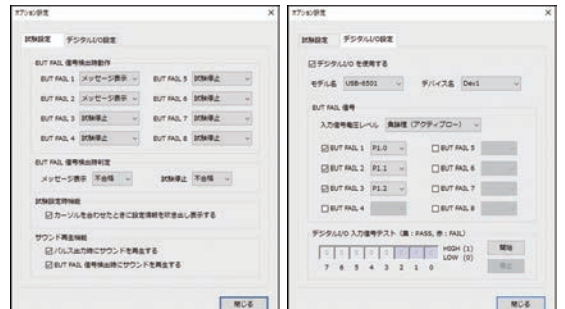 オプション設定
試験設定 デジタルI/O設定
EUT FAIL 信号検出時動作
EUT FAIL 1 メッセージ表示 EUT FAIL 5 試験停止
EUT FAIL 2 メッセージ表示 EUT FAIL 6 試験停止
EUT FAIL 3 試験停止 EUT FAIL 7 試験停止
EUT FAIL 4 試験停止 EUT FAIL 8 試験停止
EUT FAIL 信号検出時判定
メッセージ表示 不合格 試験停止 不合格
試験設定時機能
カーソルを合わせたときに設定情報を吹き出し表示する
サウンド再生機能
パルス出力時にサウンドを再生する
EUT FAIL 信号検出時にサウンドを再生する
閉じる
オプション設定
試験設定 デジタルI/O設定
デジタルI/O を使用する
モデル名 USB-6501 デバイス名 Dev1
EUT FAIL 信号
入力信号電圧レベル 負論理 (アクティブロー)
EUT FAIL 1 P1.0 EUT FAIL 5
EUT FAIL 2 P1.1 EUT FAIL 6
EUT FAIL 3 P1.2 EUT FAIL 7
EUT FAIL 4 EUT FAIL 8
デジタルI/O 入力信号テスト (黒：PASS, 赤：FAIL)
HIGH (1) 開始
LOW (0) 停止
7 6 5 4 3 2 1 0
閉じる